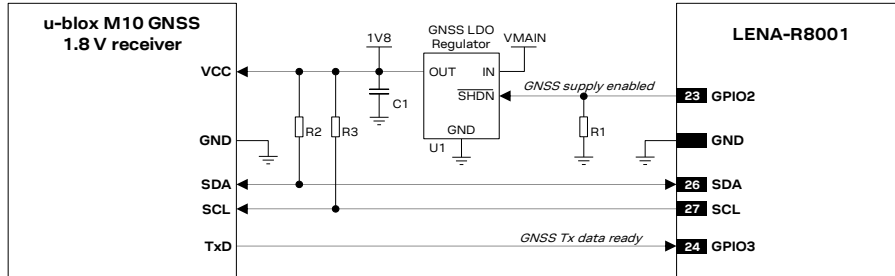 u-blox M10 GNSS
1.8 V receiver
LENA-R8001
1V8
GNSS LDO
Regulator
VMAIN
VCC
OUT
IN
GNSS supply enabled
23
GPIO2
SHDN
C1
R2
R3
R1
GND
GND
GND
U1
SDA
26
SDA
SCL
27
SCL
TxD
GNSS Tx data ready
24
GPIO3